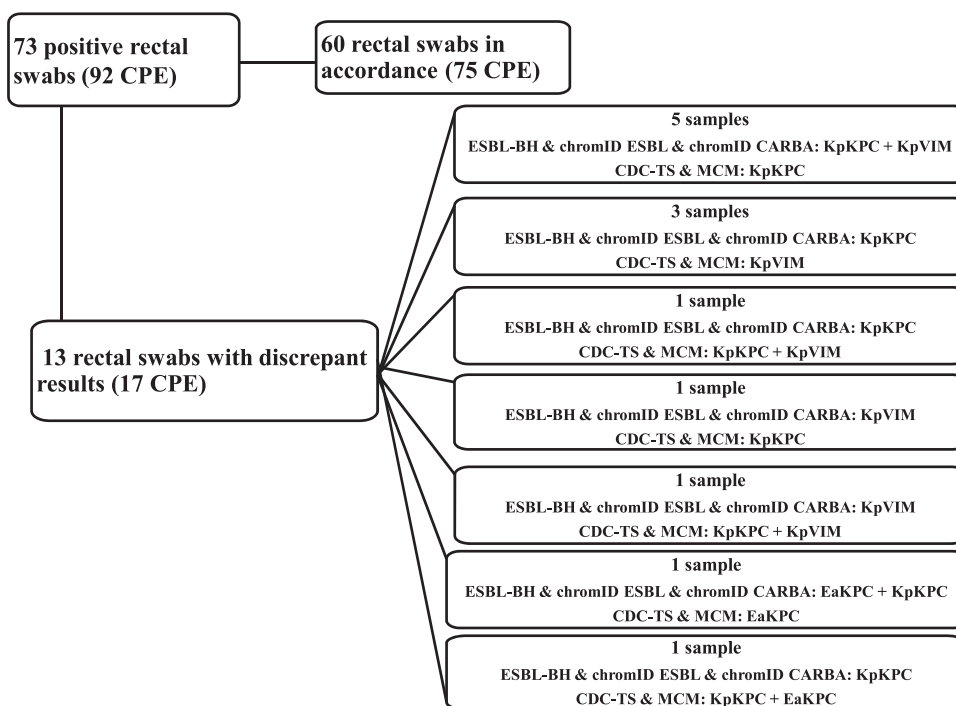 73 positive rectal
swabs (92 CPE)
60 rectal swabs in
accordance (75 CPE)
5 samples
ESBL-BH & chromID ESBL & chromID CARBA: KpKPC + KpVIM
CDC-TS & MCM: KpKPC
3 samples
ESBL-BH & chromID ESBL & chromID CARBA: KpKPC
CDC-TS & MCM: KpVIM
1 sample
ESBL-BH & chromID ESBL & chromID CARBA: KpKPC
CDC-TS & MCM: KpKPC + KpVIM
13 rectal swabs with discrepant
results (17 CPE)
1 sample
ESBL-BH & chromID ESBL & chromID CARBA: KpVIM
CDC-TS & MCM: KpKPC
1 sample
ESBL-BH & chromID ESBL & chromID CARBA: KpVIM
CDC-TS & MCM: KpKPC + KpVIM
1 sample
ESBL-BH & chromID ESBL & chromID CARBA: EaKPC + KpKPC
CDC-TS & MCM: EaKPC
1 sample
ESBL-BH & chromID ESBL & chromID CARBA: KpKPC
CDC-TS & MCM: KpKPC + EaKPC